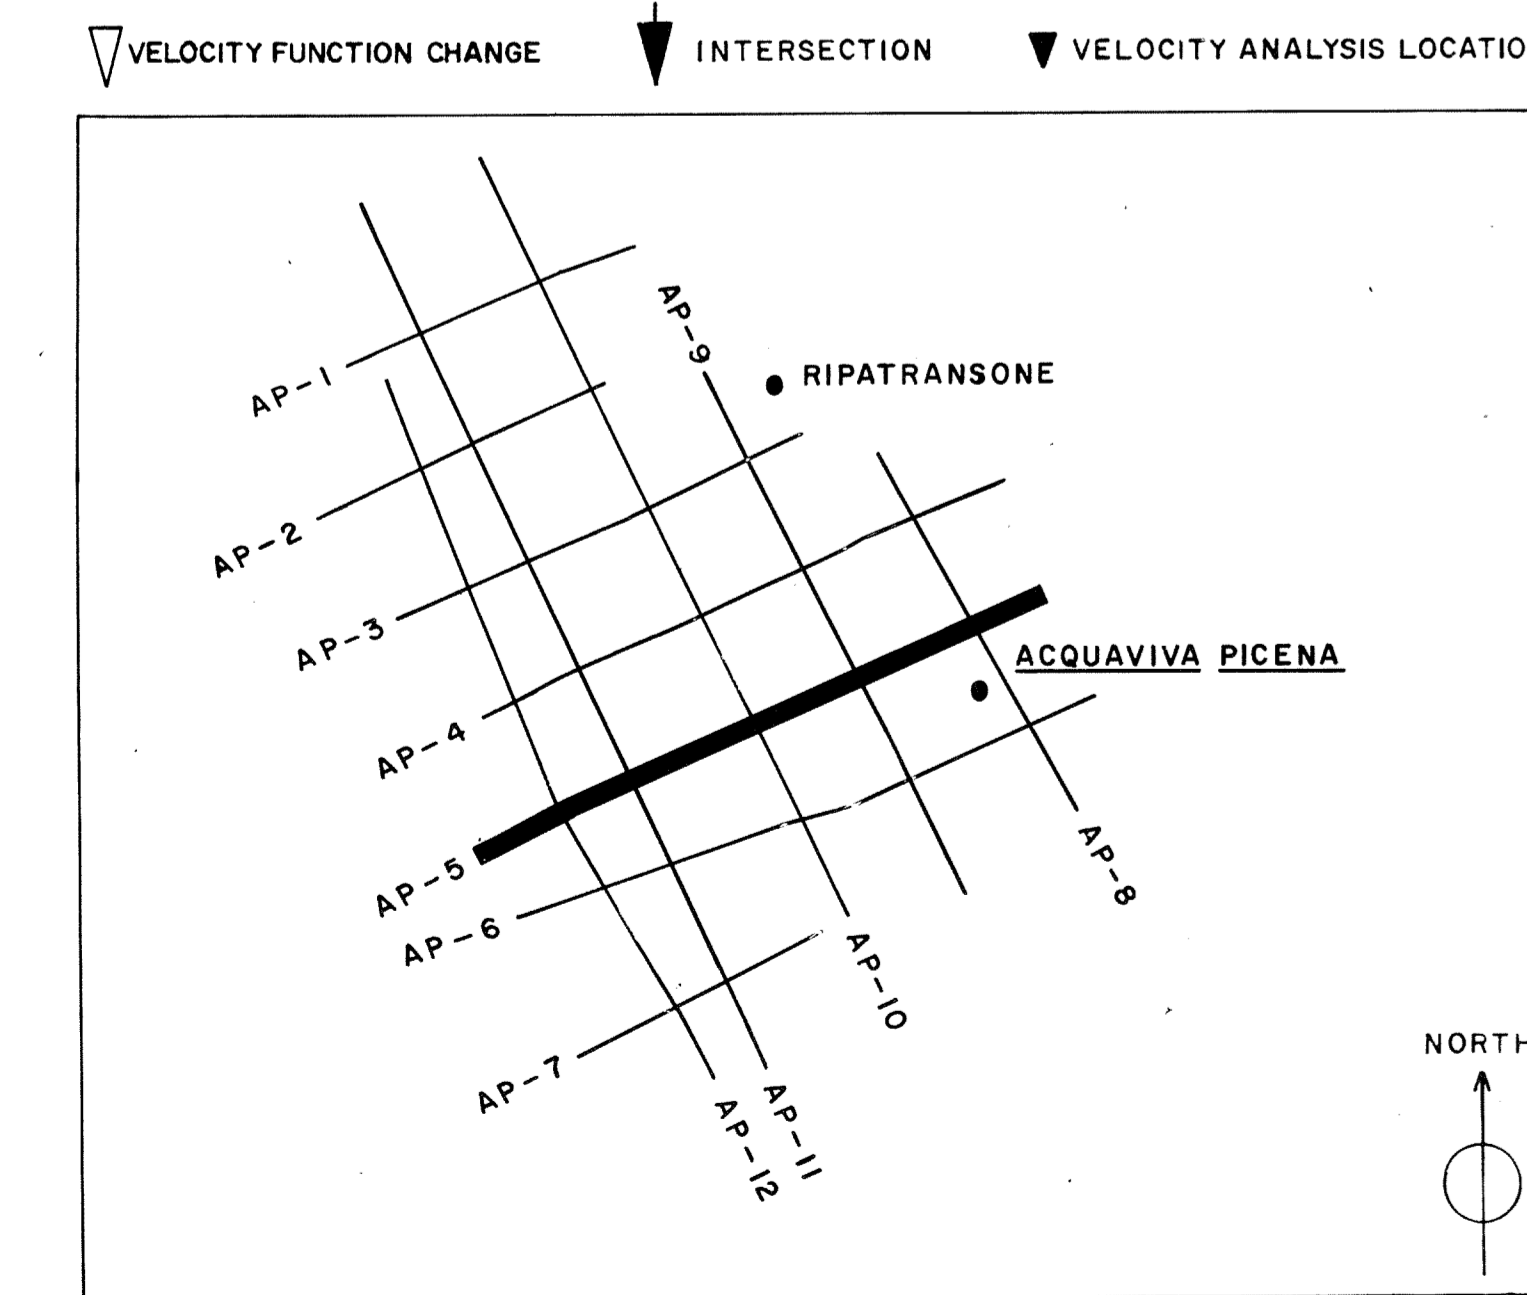 VELOCITY FUNCTION CHANGE
INTERSECTION
VELOCITY ANALYSIS LOCATIO
AP-1
AP-9
RIPATRANSONE
AP-2
AP-3
ACQUAVIVA PICENA
AP-4
AP-5
AP-8
AP-6
AP-10
AP-7
AP-11
AP-12
NORTH